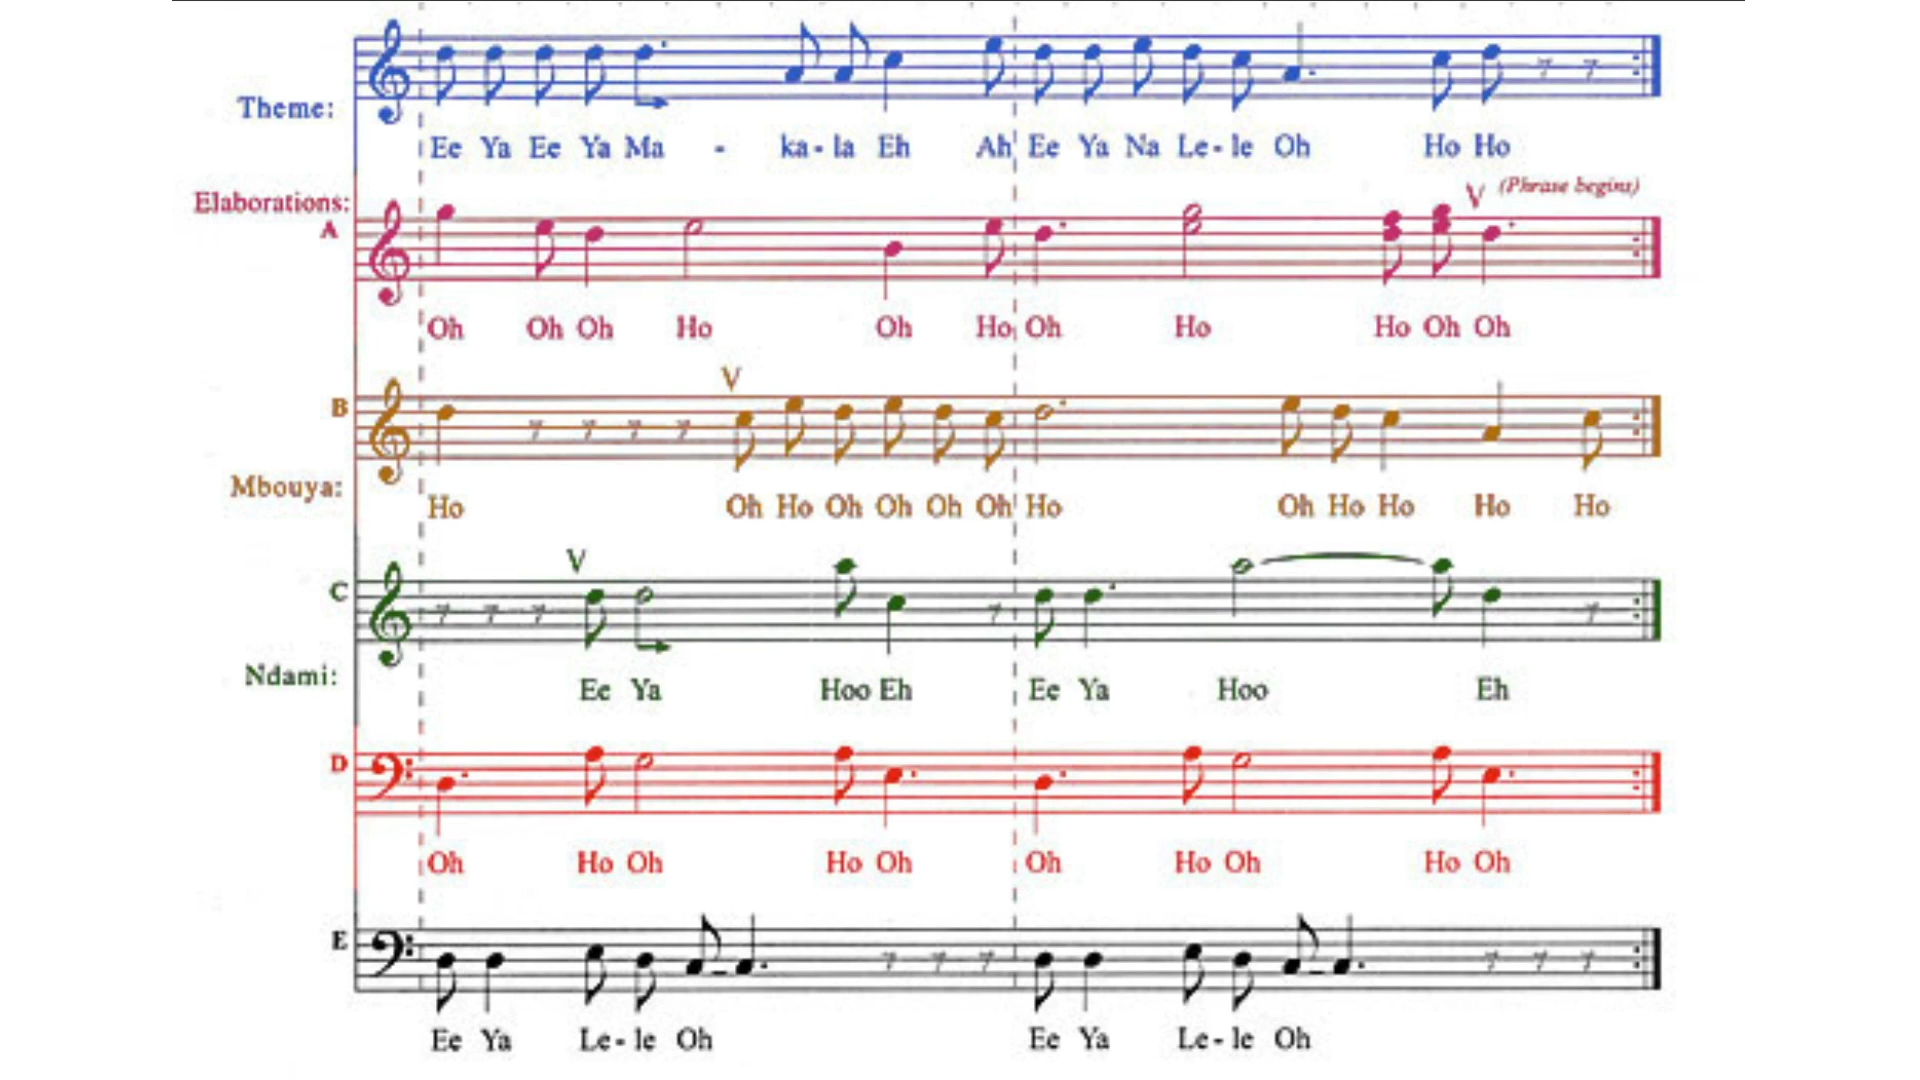 Theme:
Ee Ya Ee Ya Ma - ka - la Eh Ah Ee Ya Na Le - le Oh Ho Ho
Elaborations:
A
V (Phrase begins)
Oh Oh Oh Ho Oh Ho Oh Ho Ho Oh Oh
B
V
Mbouya:
Ho Oh Ho Oh Oh Oh Oh Ho Oh Ho Ho Ho Ho
C
V
Ndami:
Ee Ya Hoo Eh Ee Ya Hoo Eh
D
Oh Ho Oh Ho Oh Oh Ho Oh Ho Oh
E
Ee Ya Le - le Oh Ee Ya Le - le Oh